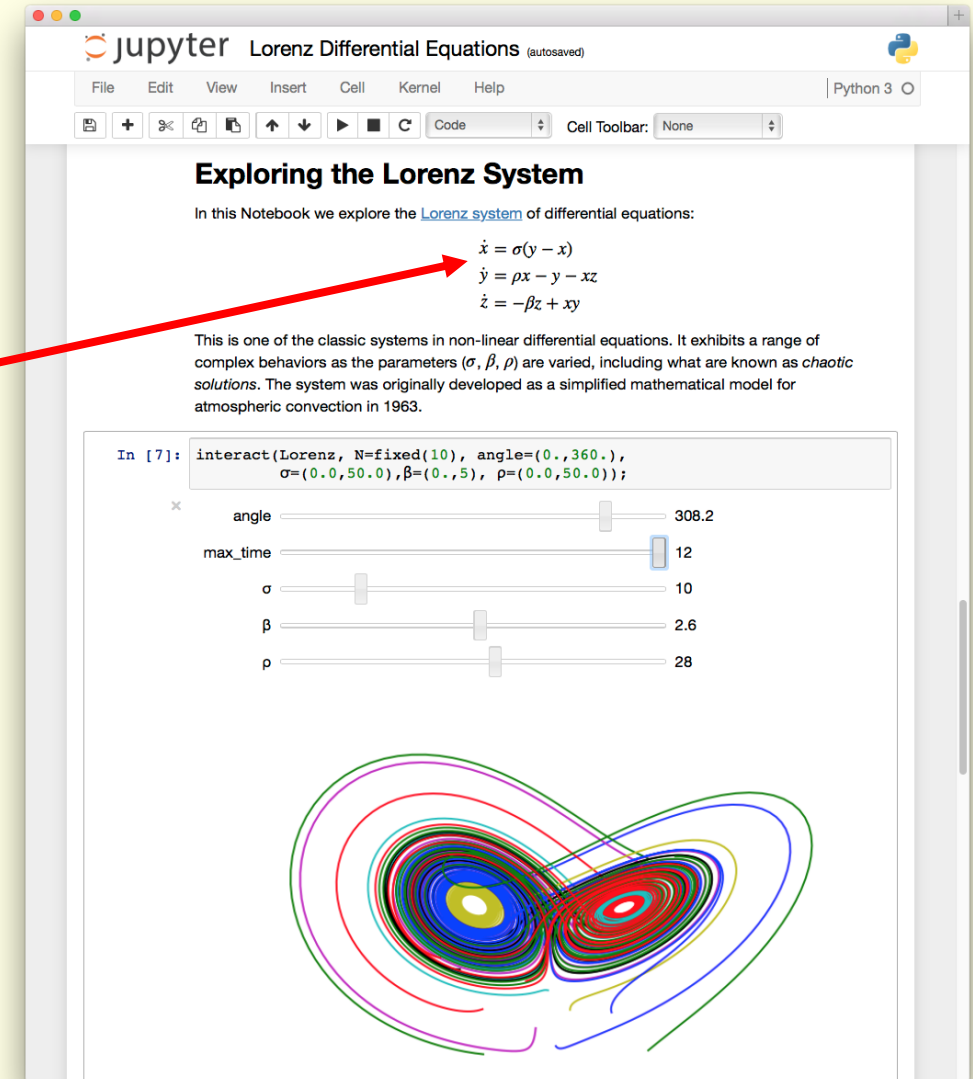 jupyter Lorenz Differential Equations (autosaved)
File Edit View Insert Cell Kernel Help Python 3
Code Cell Toolbar: None
Exploring the Lorenz System
In this Notebook we explore the Lorenz system of differential equations:
ẋ = σ(y − x)
ẏ = ρx − y − xz
ż = −βz + xy
This is one of the classic systems in non-linear differential equations. It exhibits a range of
complex behaviors as the parameters (σ, β, ρ) are varied, including what are known as chaotic
solutions. The system was originally developed as a simplified mathematical model for
atmospheric convection in 1963.
In [7]: interact(Lorenz, N=fixed(10), angle=(0.,360.),
σ=(0.0,50.0),β=(0.,5), ρ=(0.0,50.0));
angle 308.2
max_time 12
σ 10
β 2.6
ρ 28